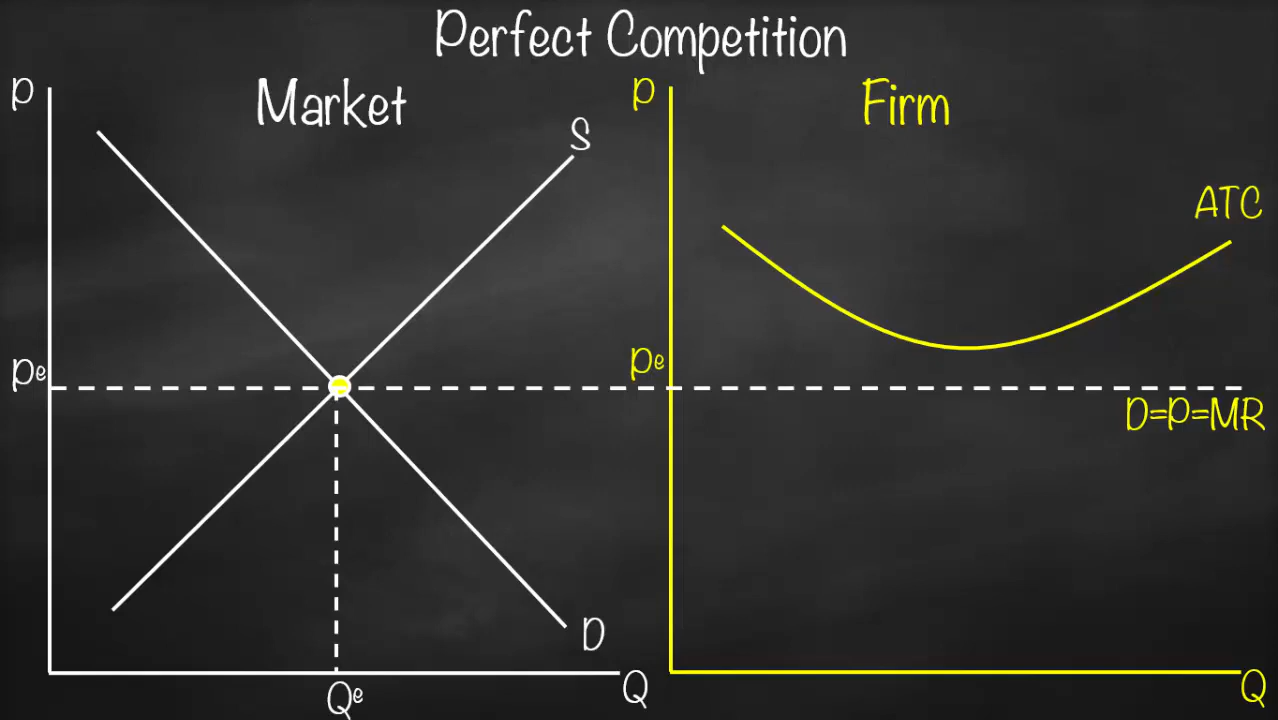 Perfect Competition
P
Market
S
Pe
D
Qe
Q
P
Firm
ATC
Pe
D=P=MR
Q